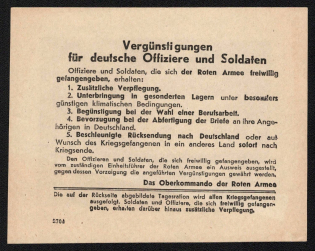 Vergünstigungen
für deutsche Offiziere und Soldaten
Offiziere und Soldaten, die sich der Roten Armee freiwillig
gefangengeben, erhalten:
1. Zusätzliche Verpflegung.
2. Unterbringung in gesonderten Lagern unter besonders
günstigen klimatischen Bedingungen.
3. Begünstigung bei der Wahl einer Berufsarbeit.
4. Bevorzugung bei der Abfertigung der Briefe an ihre Ange-
hörigen in Deutschland.
5. Beschleunigte Rücksendung nach Deutschland oder auf
Wunsch des Kriegsgefangenen in ein anderes Land sofort nach
Kriegsende.
Den Offizieren und Soldaten, die sich freiwillig gefangengeben, wird
vom zuständigen Einheitsführer der Roten Armee ein Ausweis ausgestellt,
gegen dessen Vorzeigung die angeführten Vergünstigungen gewährt werden.
Das Oberkommando der Roten Armee
Die auf der Rückseite abgebildete Tagesration wird allen Kriegsgefangenen
ausgefolgt. Soldaten und Offiziere, die sich freiwillig gefangen-
geben, erhalten darüber hinaus zusätzliche Verpflegung.